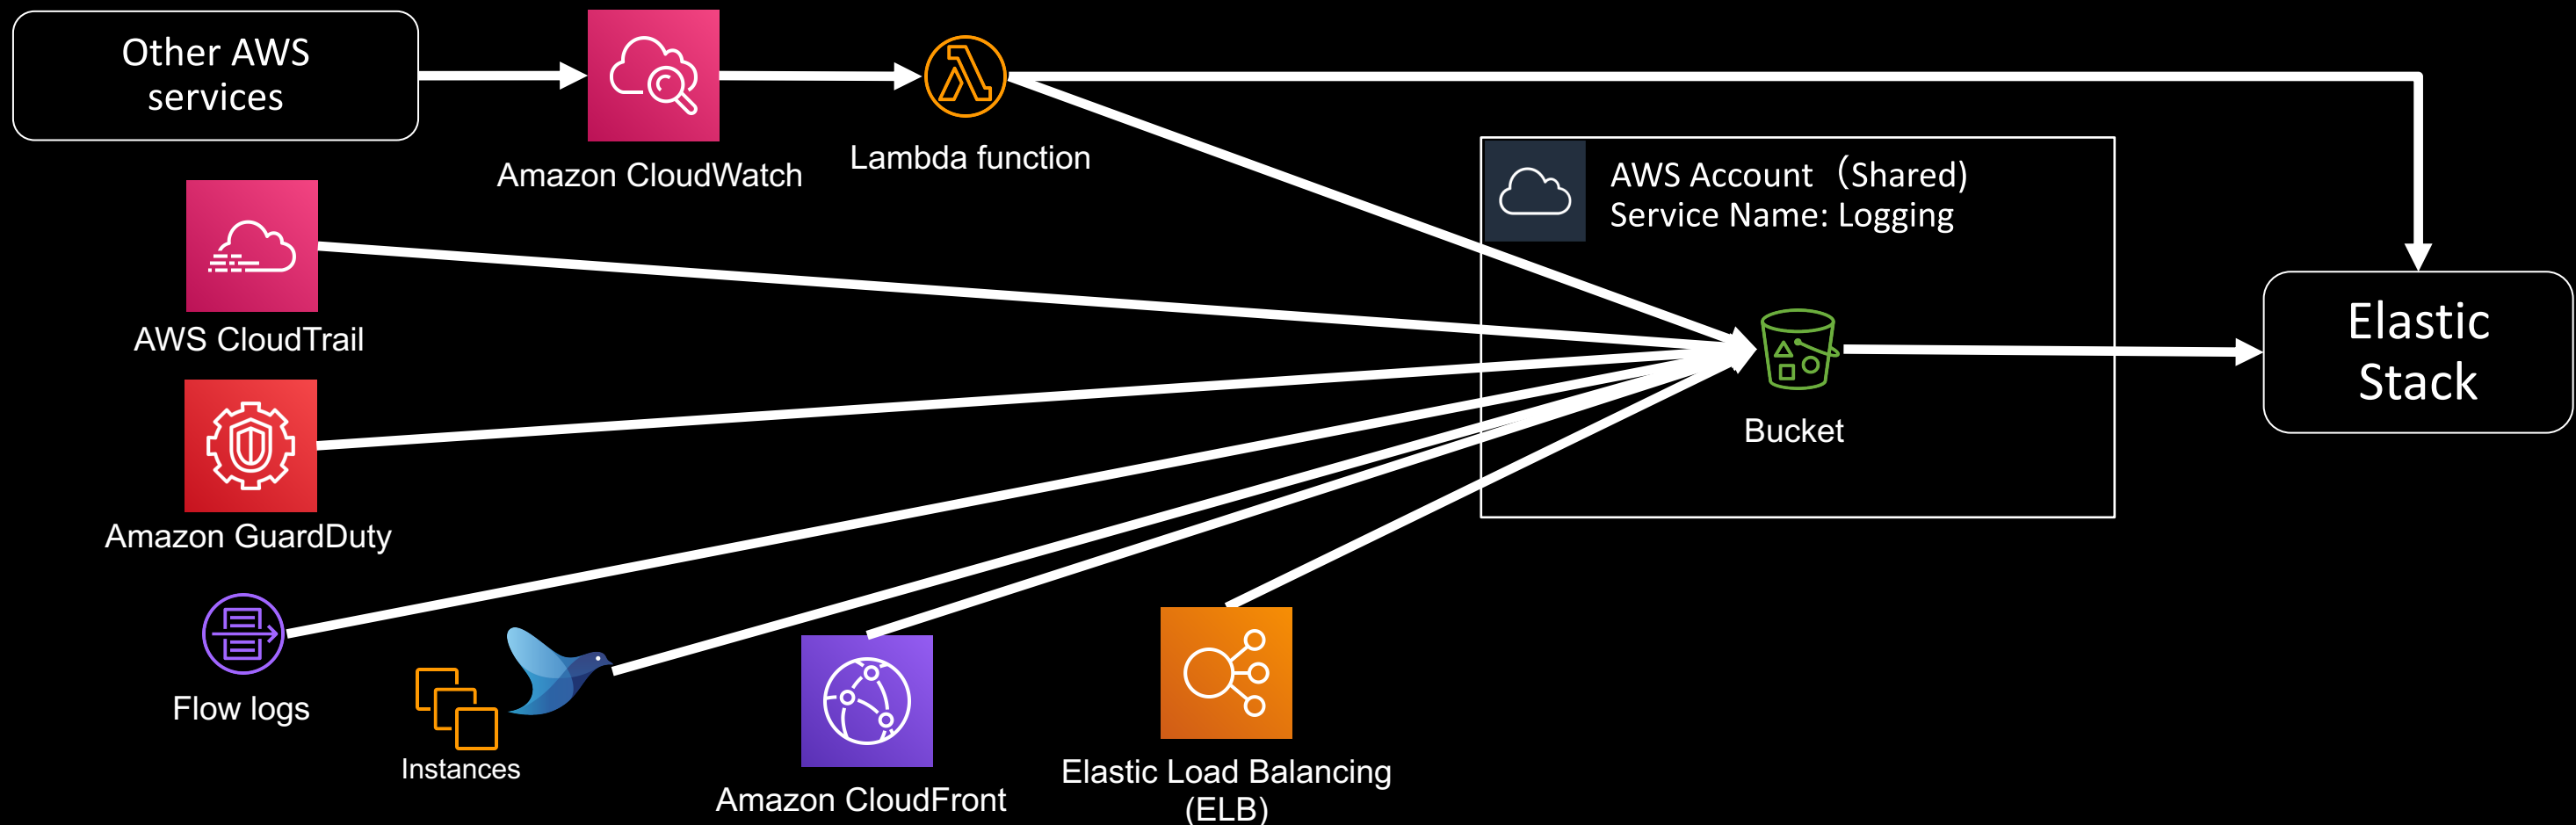 Other AWS
services
Amazon CloudWatch
Lambda function
AWS Account（Shared)
Service Name: Logging
AWS CloudTrail
Elastic
Stack
Bucket
Amazon GuardDuty
Flow logs
Instances
Amazon CloudFront
Elastic Load Balancing
(ELB)